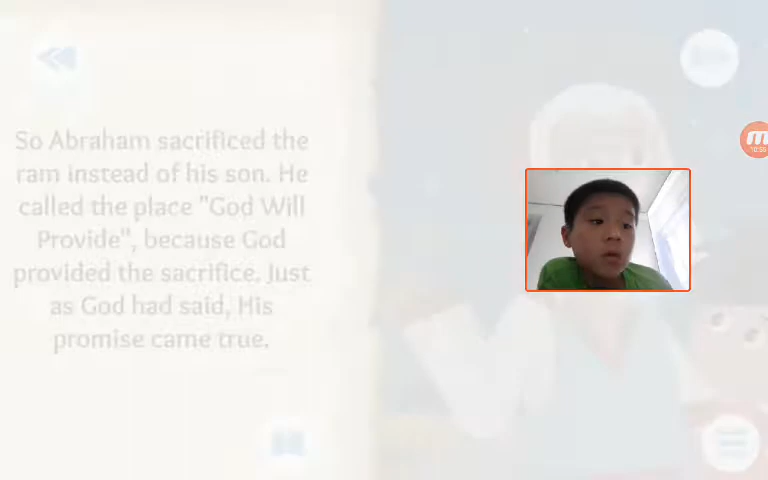 So Abraham sacrificed the
ram instead of his son. He
called the place "God Will
Provide", because God
provided the sacrifice. Just
as God had said, His
promise came true.